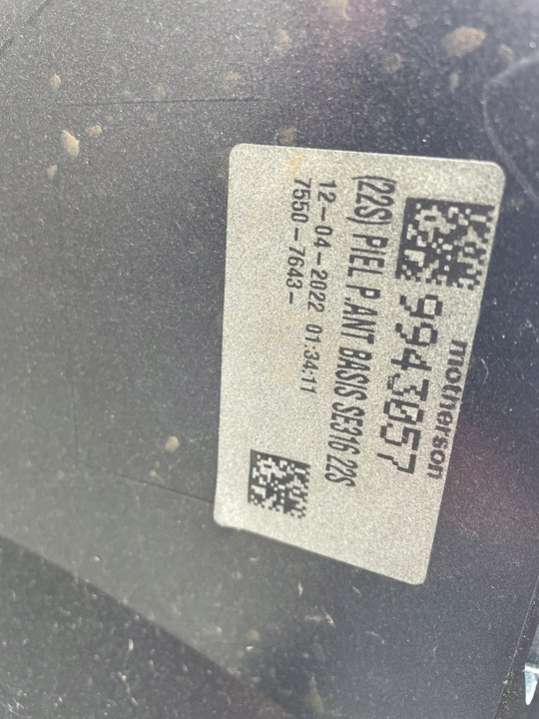 motherson
9943057
(22S) PIEL P.ANT BASIS SE316 22S
12-04-2022 01:34:11
7550-7643-